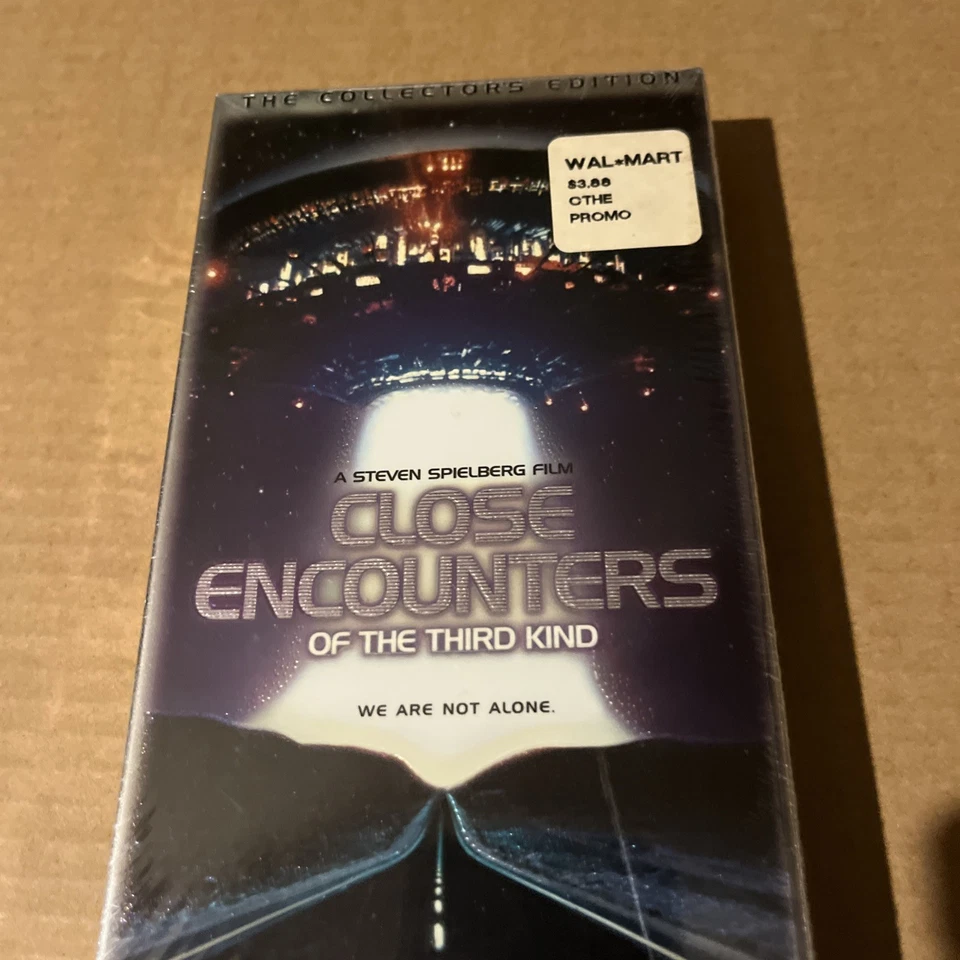 THE COLLECTOR'S EDITION
WAL*MART
$3.88
CTHE
PROMO
A STEVEN SPIELBERG FILM
CLOSE
ENCOUNTERS
OF THE THIRD KIND
WE ARE NOT ALONE.